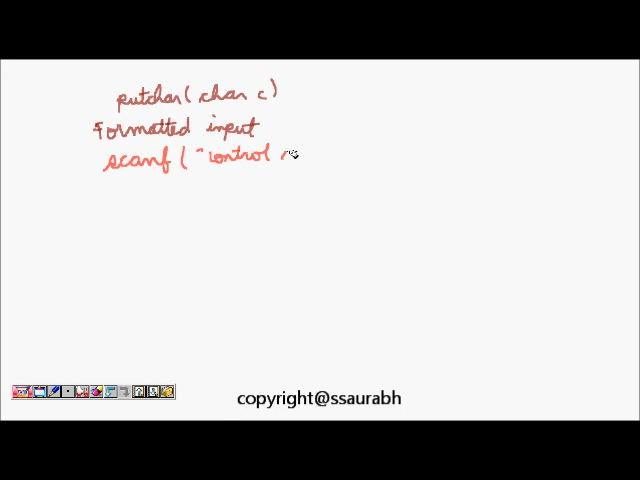 putchar( char c)
Formatted input
scanf ( "control
copyright@ssaurabh